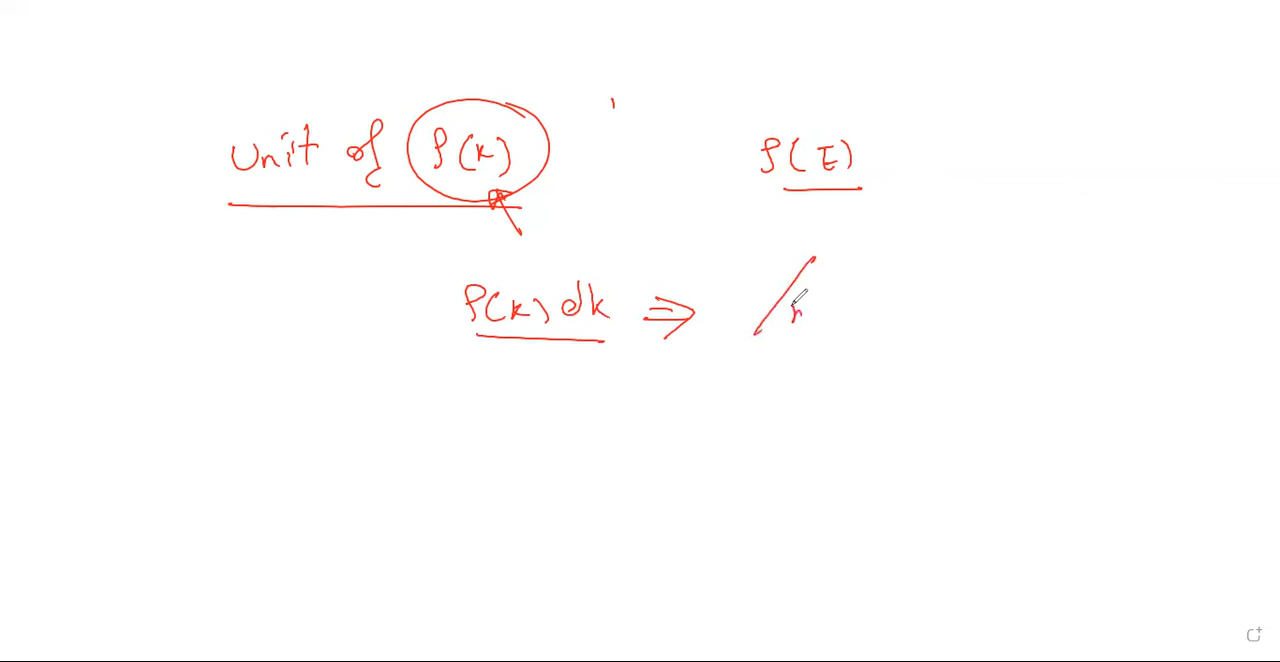 Unit of ρ(k) ρ(E)
ρ(k) dk ⇒ /